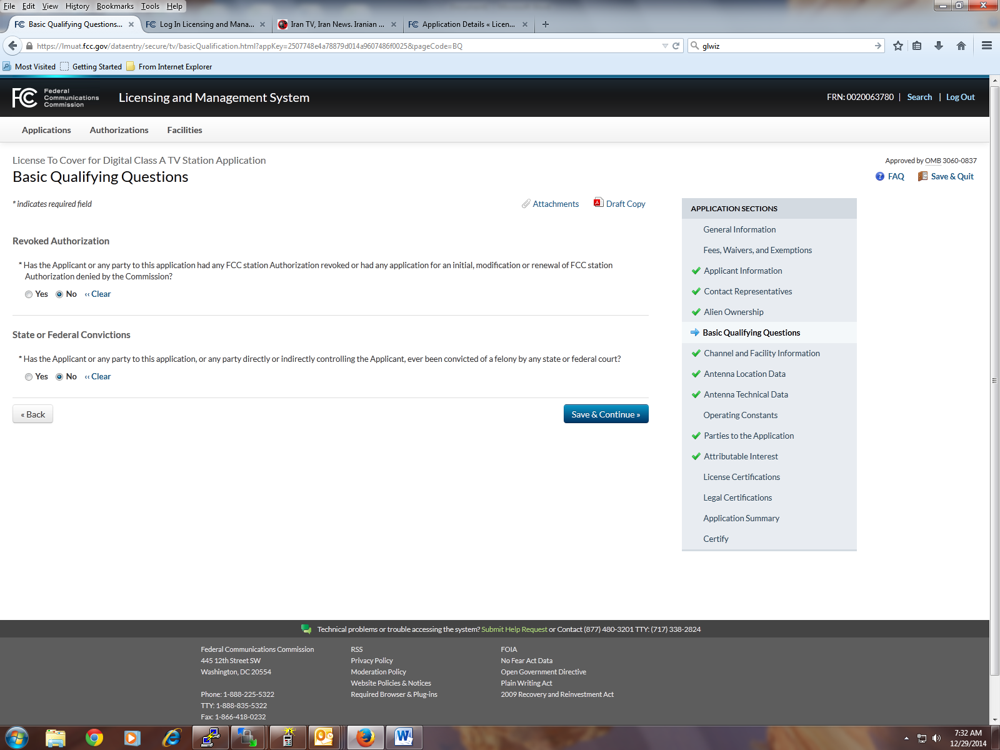 File Edit View History Bookmarks Tools Help
Basic Qualifying Questions... × FC Log In Licensing and Mana... × Iran TV, Iran News. Iranian ... × FC Application Details « Licen... × +
https://lmuat.fcc.gov/dataentry/secure/tv/basicQualification.html?appKey=2507748e4a78879d014a9607486f0025&pageCode=BQ
glwiz
Most Visited Getting Started From Internet Explorer
FCC Federal Communications Commission
Licensing and Management System
FRN: 0020063780 | Search | Log Out
Applications Authorizations Facilities
License To Cover for Digital Class A TV Station Application
Basic Qualifying Questions
Approved by OMB 3060-0837
FAQ Save & Quit
* indicates required field
Attachments Draft Copy
Revoked Authorization
* Has the Applicant or any party to this application had any FCC station Authorization revoked or had any application for an initial, modification or renewal of FCC station
Authorization denied by the Commission?
Yes No ‹‹ Clear
State or Federal Convictions
* Has the Applicant or any party to this application, or any party directly or indirectly controlling the Applicant, ever been convicted of a felony by any state or federal court?
Yes No ‹‹ Clear
« Back
Save & Continue »
APPLICATION SECTIONS
General Information
Fees, Waivers, and Exemptions
Applicant Information
Contact Representatives
Alien Ownership
Basic Qualifying Questions
Channel and Facility Information
Antenna Location Data
Antenna Technical Data
Operating Constants
Parties to the Application
Attributable Interest
License Certifications
Legal Certifications
Application Summary
Certify
Technical problems or trouble accessing the system? Submit Help Request or Contact (877) 480-3201 TTY: (717) 338-2824
Federal Communications Commission
445 12th Street SW
Washington, DC 20554
Phone: 1-888-225-5322
TTY: 1-888-835-5322
Fax: 1-866-418-0232
RSS
Privacy Policy
Moderation Policy
Website Policies & Notices
Required Browser & Plug-ins
FOIA
No Fear Act Data
Open Government Directive
Plain Writing Act
2009 Recovery and Reinvestment Act
7:32 AM
12/29/2014